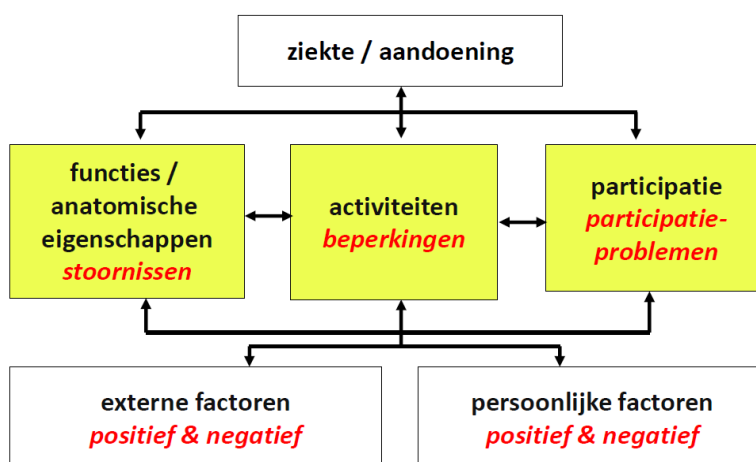 ziekte / aandoening
functies /
anatomische
eigenschappen
stoornissen
activiteiten
beperkingen
participatie
participatie-
problemen
externe factoren
positief & negatief
persoonlijke factoren
positief & negatief